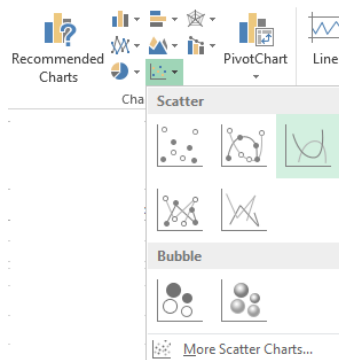 Recommended
Charts
PivotChart
Line
Cha
Scatter
Bubble
More Scatter Charts...